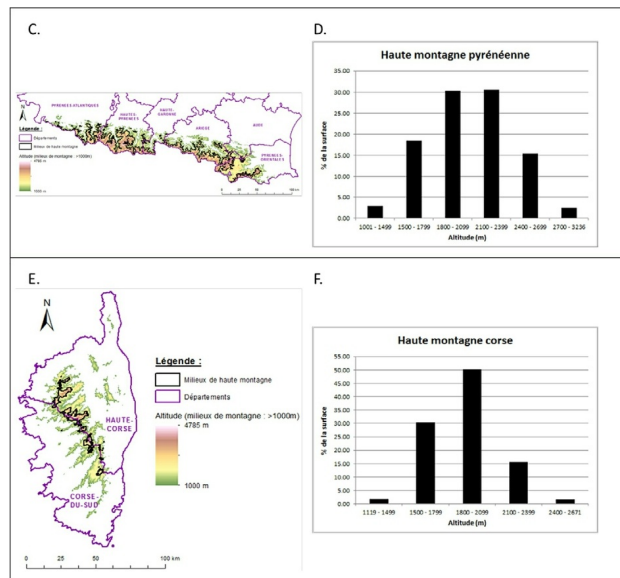 C.
N
PYRENEES-ATLANTIQUES
HAUTES-
PYRENEES
HAUTE-
GARONNE
ARIEGE
AUDE
PYRENEES-
ORIENTALES
Légende :
Départements
Milieux de haute montagne
Altitude (milieux de montagne : >1000m)
4785 m
1000 m
D.
Haute montagne pyrénéenne
% de la surface
35.00
30.00
25.00
20.00
15.00
10.00
5.00
0.00
1001 - 1499 1500 - 1799 1800 - 2099 2100 - 2399 2400 - 2699 2700 - 3236
Altitude (m)
E.
N
HAUTE-
CORSE
CORSE-
DU-SUD
Légende :
Milieux de haute montagne
Départements
Altitude (milieux de montagne : >1000m)
4785 m
1000 m
0 25 50 100 km
F.
Haute montagne corse
% de la surface
55.00
50.00
45.00
40.00
35.00
30.00
25.00
20.00
15.00
10.00
5.00
0.00
1119 - 1499 1500 - 1799 1800 - 2099 2100 - 2399 2400 - 2671
Altitude (m)